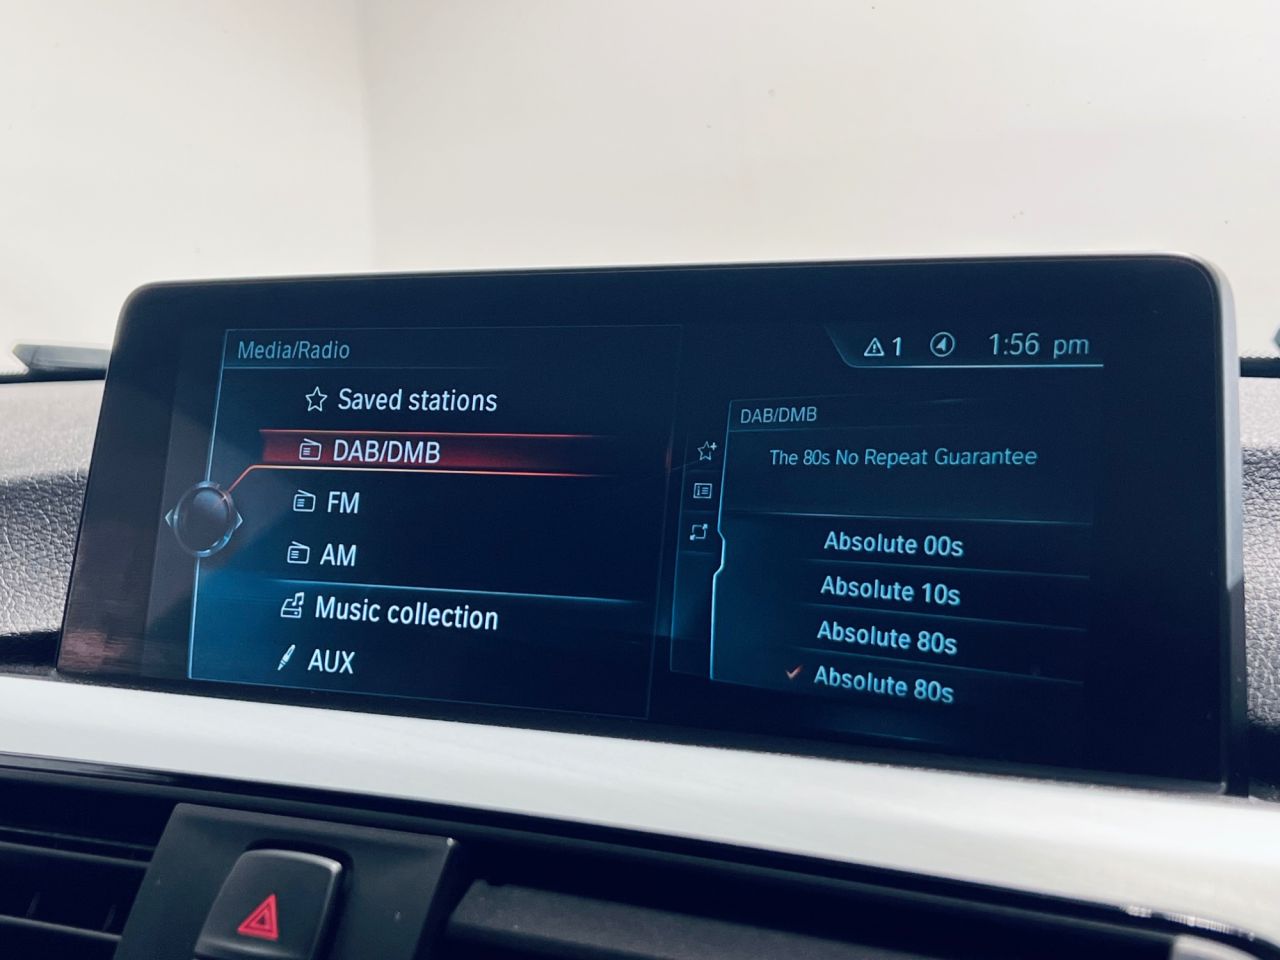 Media/Radio
1
1:56 pm
Saved stations
DAB/DMB
FM
AM
Music collection
AUX
DAB/DMB
The 80s No Repeat Guarantee
Absolute 00s
Absolute 10s
Absolute 80s
Absolute 80s